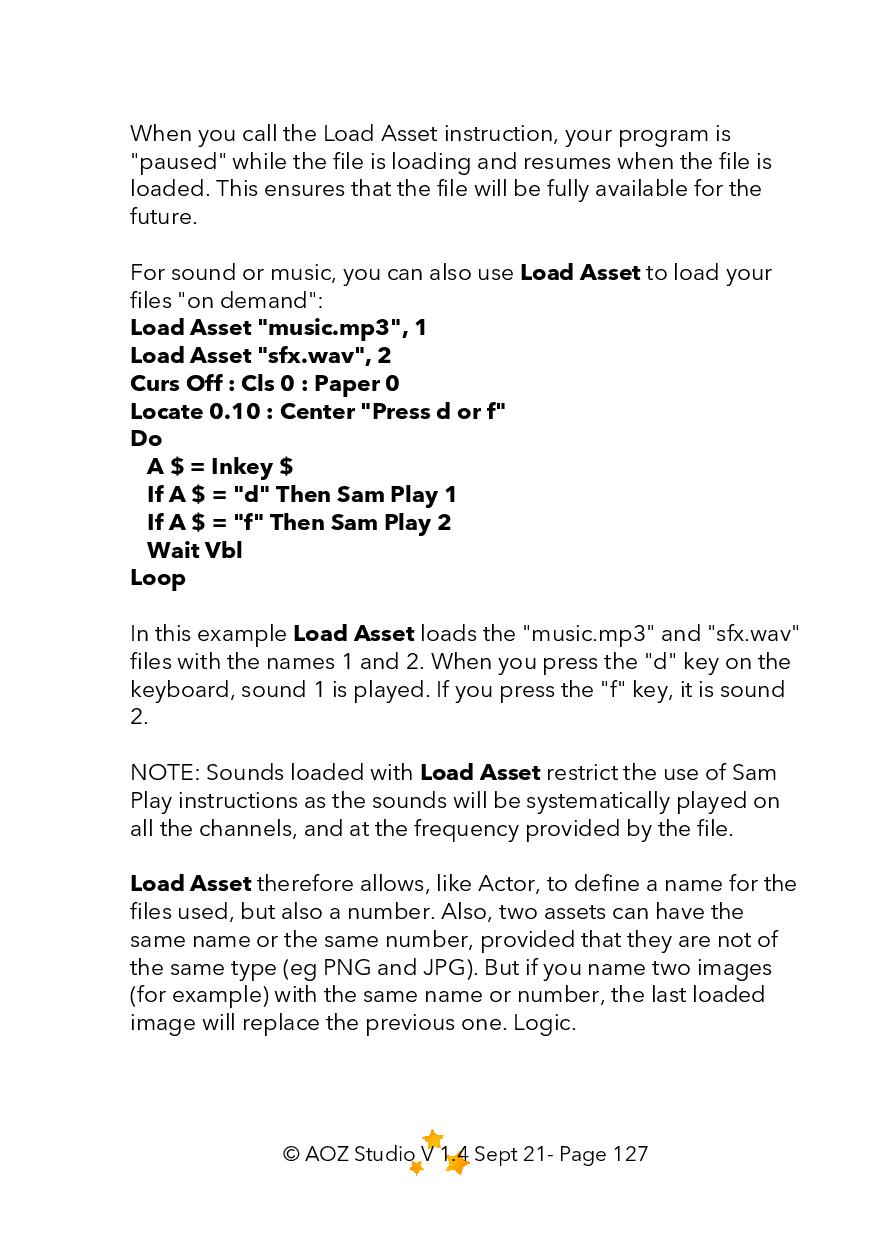 When you call the Load Asset instruction, your program is
"paused" while the file is loading and resumes when the file is
loaded. This ensures that the file will be fully available for the
future.
For sound or music, you can also use Load Asset to load your
files "on demand":
Load Asset "music.mp3", 1
Load Asset "sfx.wav", 2
Curs Off : Cls 0 : Paper 0
Locate 0.10 : Center "Press d or f"
Do
A $ = Inkey $
If A $ = "d" Then Sam Play 1
If A $ = "f" Then Sam Play 2
Wait Vbl
Loop
In this example Load Asset loads the "music.mp3" and "sfx.wav"
files with the names 1 and 2. When you press the "d" key on the
keyboard, sound 1 is played. If you press the "f" key, it is sound
2.
NOTE: Sounds loaded with Load Asset restrict the use of Sam
Play instructions as the sounds will be systematically played on
all the channels, and at the frequency provided by the file.
Load Asset therefore allows, like Actor, to define a name for the
files used, but also a number. Also, two assets can have the
same name or the same number, provided that they are not of
the same type (eg PNG and JPG). But if you name two images
(for example) with the same name or number, the last loaded
image will replace the previous one. Logic.
© AOZ Studio V 1.4 Sept 21- Page 127